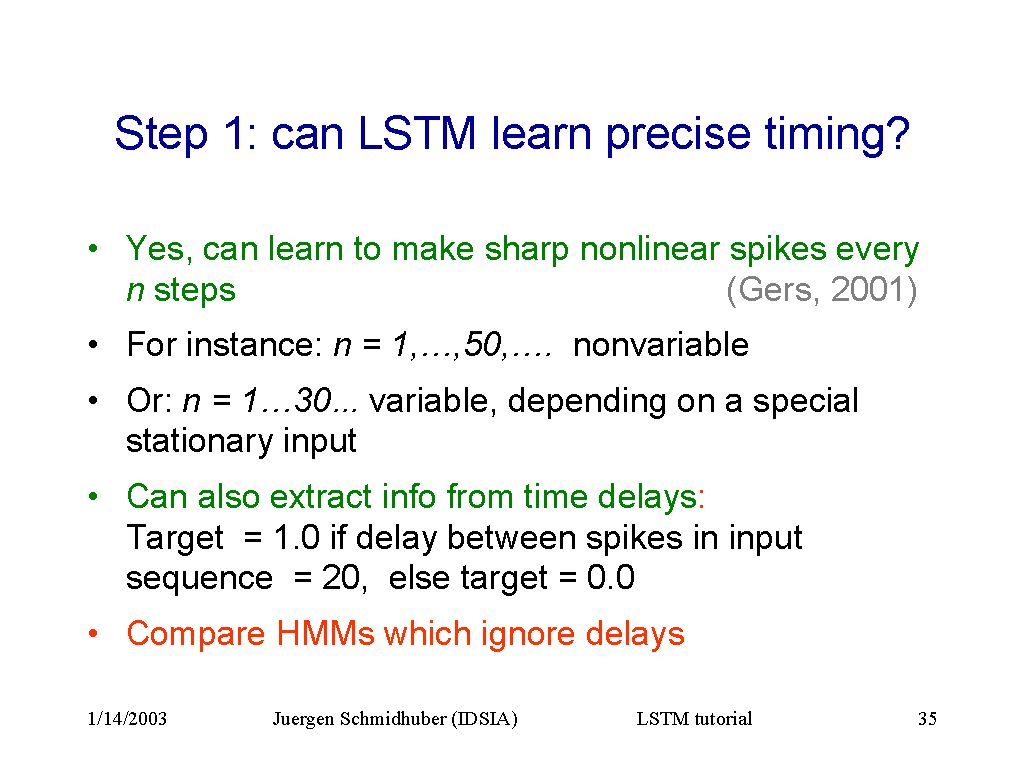 Step 1: can LSTM learn precise timing?
• Yes, can learn to make sharp nonlinear spikes every
n steps (Gers, 2001)
• For instance: n = 1,…,50,…. nonvariable
• Or: n = 1…30... variable, depending on a special
stationary input
• Can also extract info from time delays:
Target = 1.0 if delay between spikes in input
sequence = 20, else target = 0.0
• Compare HMMs which ignore delays
1/14/2003 Juergen Schmidhuber (IDSIA) LSTM tutorial 35